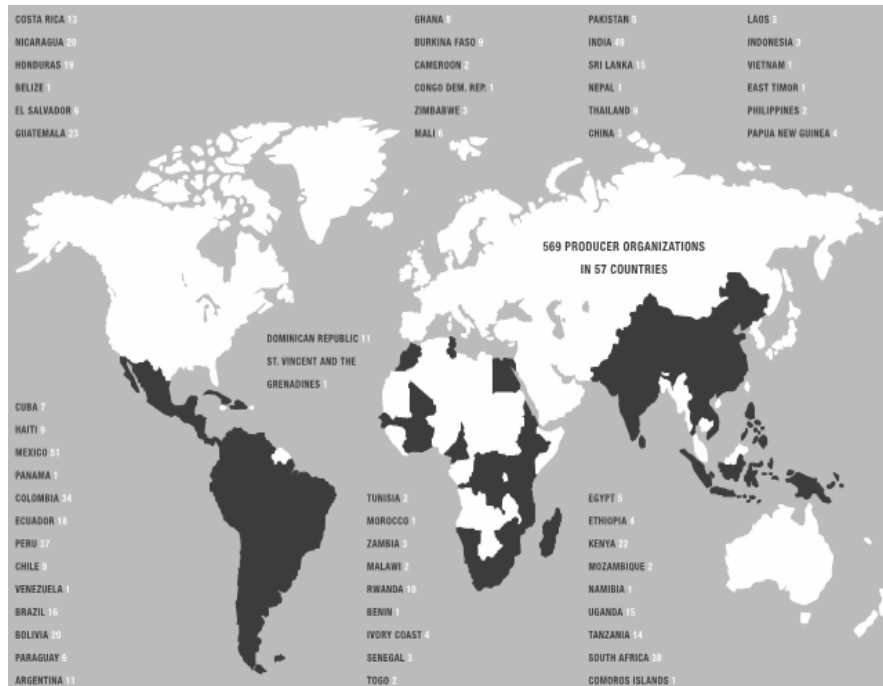 COSTA RICA 13
NICARAGUA 20
HONDURAS 19
BELIZE 1
EL SALVADOR 6
GUATEMALA 23
GHANA 8
BURKINA FASO 9
CAMEROON 2
CONGO DEM. REP. 1
ZIMBABWE 3
MALI 6
PAKISTAN 5
INDIA 49
SRI LANKA 15
NEPAL 1
THAILAND 9
CHINA 3
LAOS 3
INDONESIA 3
VIETNAM 1
EAST TIMOR 1
PHILIPPINES 2
PAPUA NEW GUINEA 4
569 PRODUCER ORGANIZATIONS
IN 57 COUNTRIES
DOMINICAN REPUBLIC 11
ST. VINCENT AND THE
GRENADINES 1
CUBA 7
HAITI 9
MEXICO 51
PANAMA 1
COLOMBIA 34
ECUADOR 18
PERU 37
CHILE 9
VENEZUELA 1
BRAZIL 16
BOLIVIA 20
PARAGUAY 6
ARGENTINA 11
TUNISIA 2
MOROCCO 1
ZAMBIA 3
MALAWI 2
RWANDA 10
BENIN 1
IVORY COAST 4
SENEGAL 3
TOGO 2
EGYPT 5
ETHIOPIA 4
KENYA 22
MOZAMBIQUE 2
NAMIBIA 1
UGANDA 15
TANZANIA 14
SOUTH AFRICA 38
COMOROS ISLANDS 1